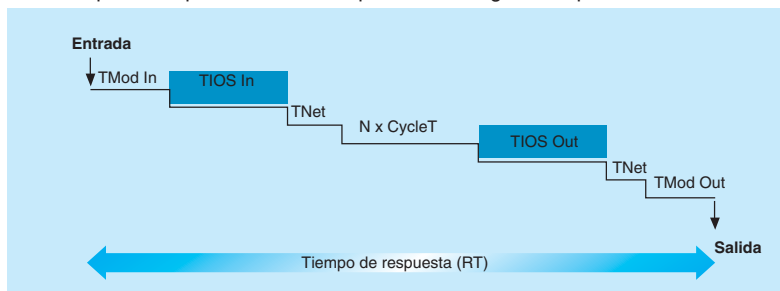 Entrada
TMod In
TIOS In
TNet
N x CycleT
TIOS Out
TNet
TMod Out
Salida
Tiempo de respuesta (RT)